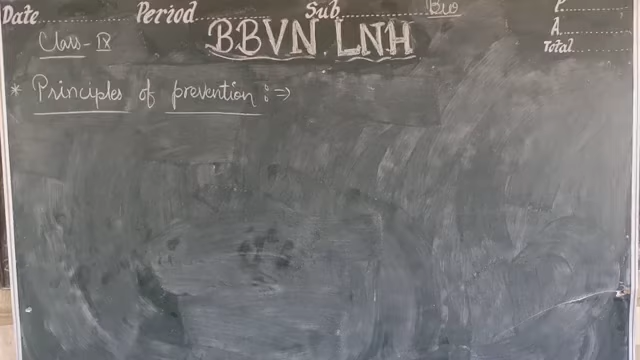 Date Period Sub Bio P
Class - IX BBVN LNH A
Total
* Principles of prevention :⇒